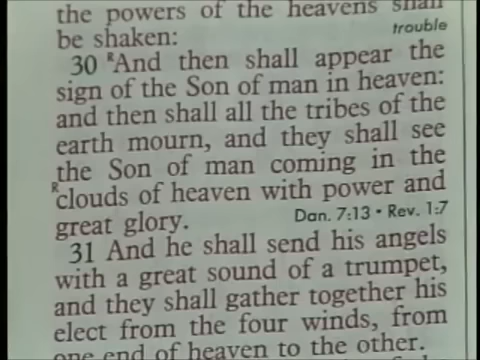 the powers of the heavens shall
be shaken:
trouble
30 ᴿAnd then shall appear the
sign of the Son of man in heaven:
and then shall all the tribes of the
earth mourn, and they shall see
the Son of man coming in the
ᴿclouds of heaven with power and
great glory.
Dan. 7:13 • Rev. 1:7
31 And he shall send his angels
with a great sound of a trumpet,
and they shall gather together his
elect from the four winds, from
one end of heaven to the other.